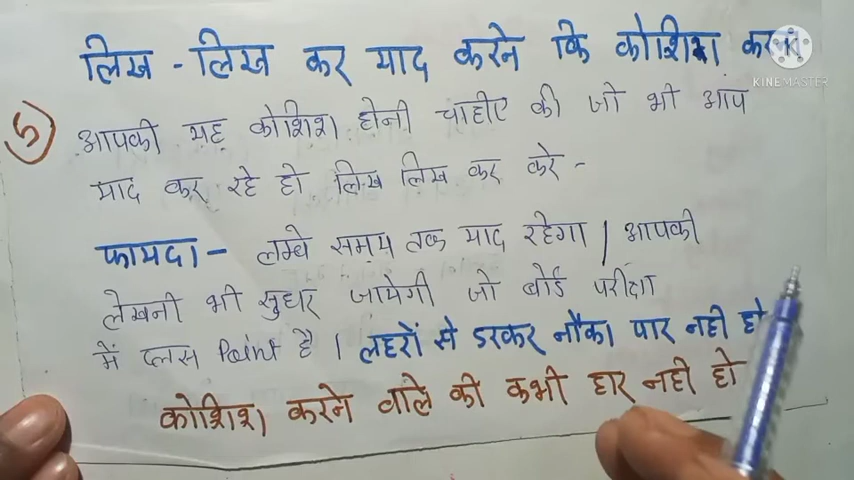 लिख - लिख कर याद करने कि कोशिश
KINEMASTER
5 आपकी यह कोशिश होनी चाहीए की जो भी आप
याद कर रहे हो लिख लिख कर करे -
फायदा - लम्बे समय तक याद रहेगा | आपकी
लेखनी भी सुधर जायेगी जो बोर्ड परीक्षा
में प्लस Point है | लहरों से डरकर नौका पार नही हो
कोशिश करने वाले की कभी हार नही हो